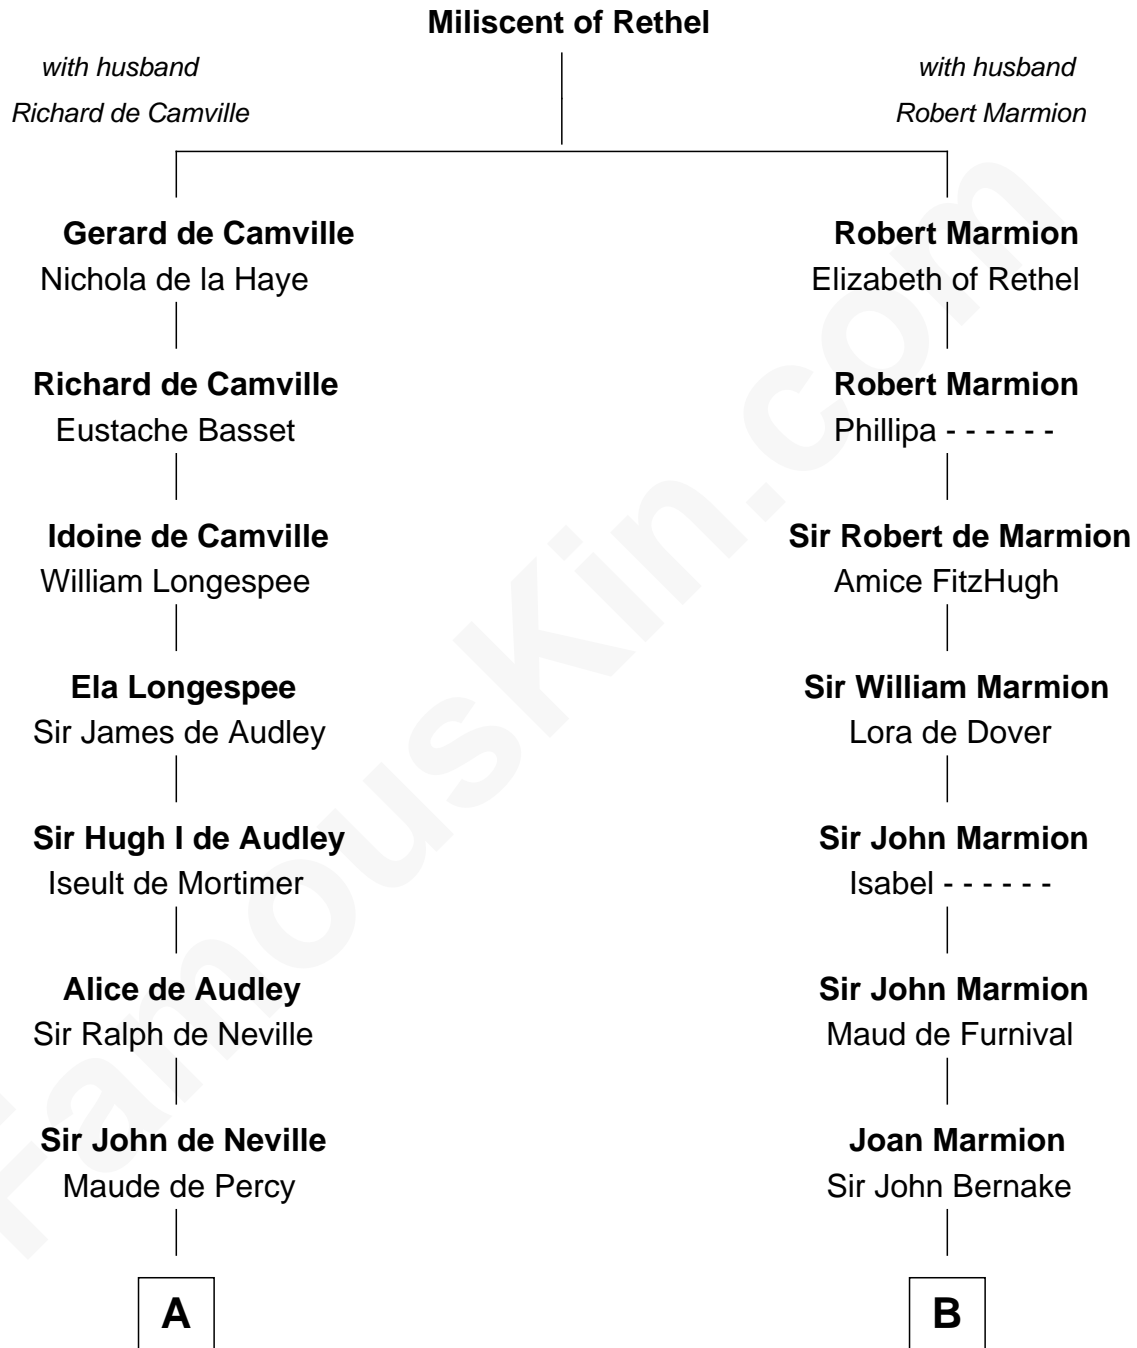 Miliscent of Rethel
with husband
Richard de Camville
with husband
Robert Marmion
Gerard de Camville
Nichola de la Haye
Robert Marmion
Elizabeth of Rethel
Richard de Camville
Eustache Basset
Robert Marmion
Phillipa - - - - - -
Idoine de Camville
William Longespee
Sir Robert de Marmion
Amice FitzHugh
Ela Longespee
Sir James de Audley
Sir William Marmion
Lora de Dover
Sir Hugh I de Audley
Iseult de Mortimer
Sir John Marmion
Isabel - - - - - -
Alice de Audley
Sir Ralph de Neville
Sir John Marmion
Maud de Furnival
Sir John de Neville
Maude de Percy
Joan Marmion
Sir John Bernake
A
B
FamousKin.com